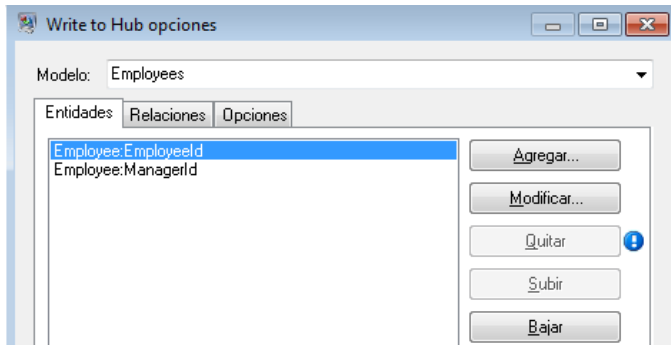 Write to Hub opciones
Modelo: Employees
Entidades Relaciones Opciones
Employee:EmployeeId
Employee:ManagerId
Agregar...
Modificar...
Quitar
Subir
Bajar